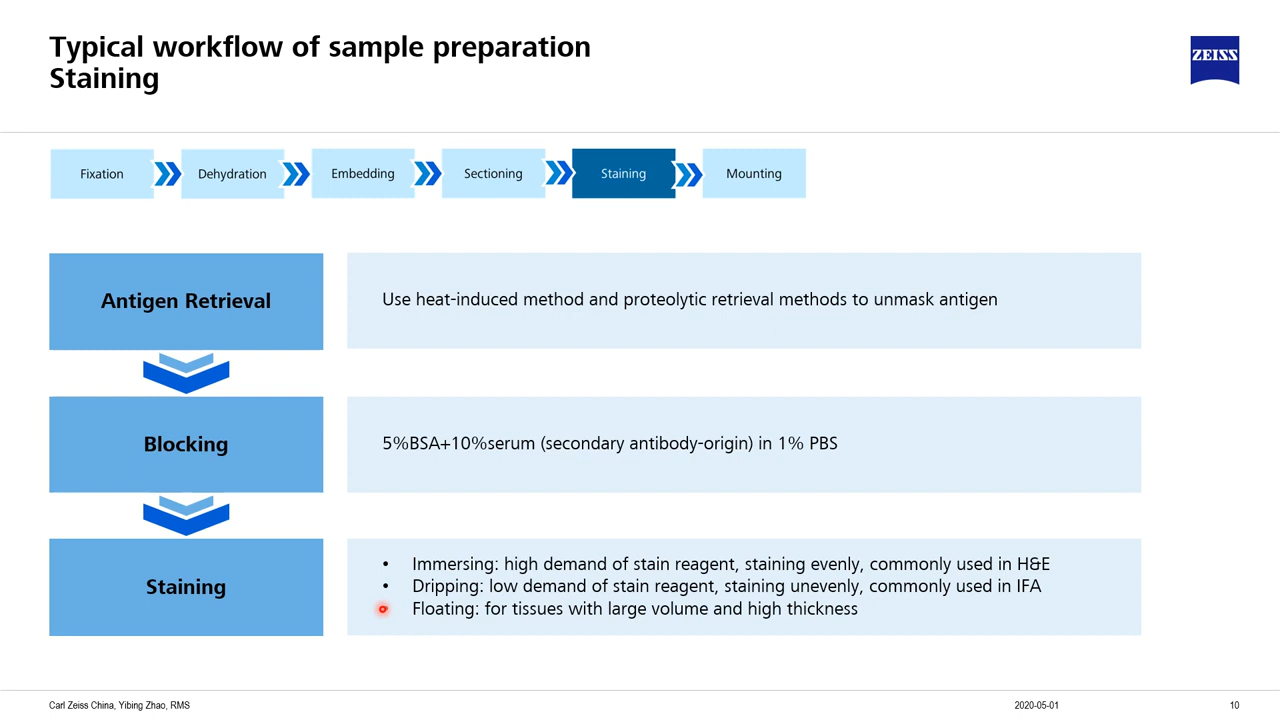 Typical workflow of sample preparation
Staining
ZEISS
Fixation
Dehydration
Embedding
Sectioning
Staining
Mounting
Antigen Retrieval
Use heat-induced method and proteolytic retrieval methods to unmask antigen
Blocking
5%BSA+10%serum (secondary antibody-origin) in 1% PBS
Staining
• Immersing: high demand of stain reagent, staining evenly, commonly used in H&E
• Dripping: low demand of stain reagent, staining unevenly, commonly used in IFA
Floating: for tissues with large volume and high thickness
Carl Zeiss China, Yibing Zhao, RMS
2020-05-01
10